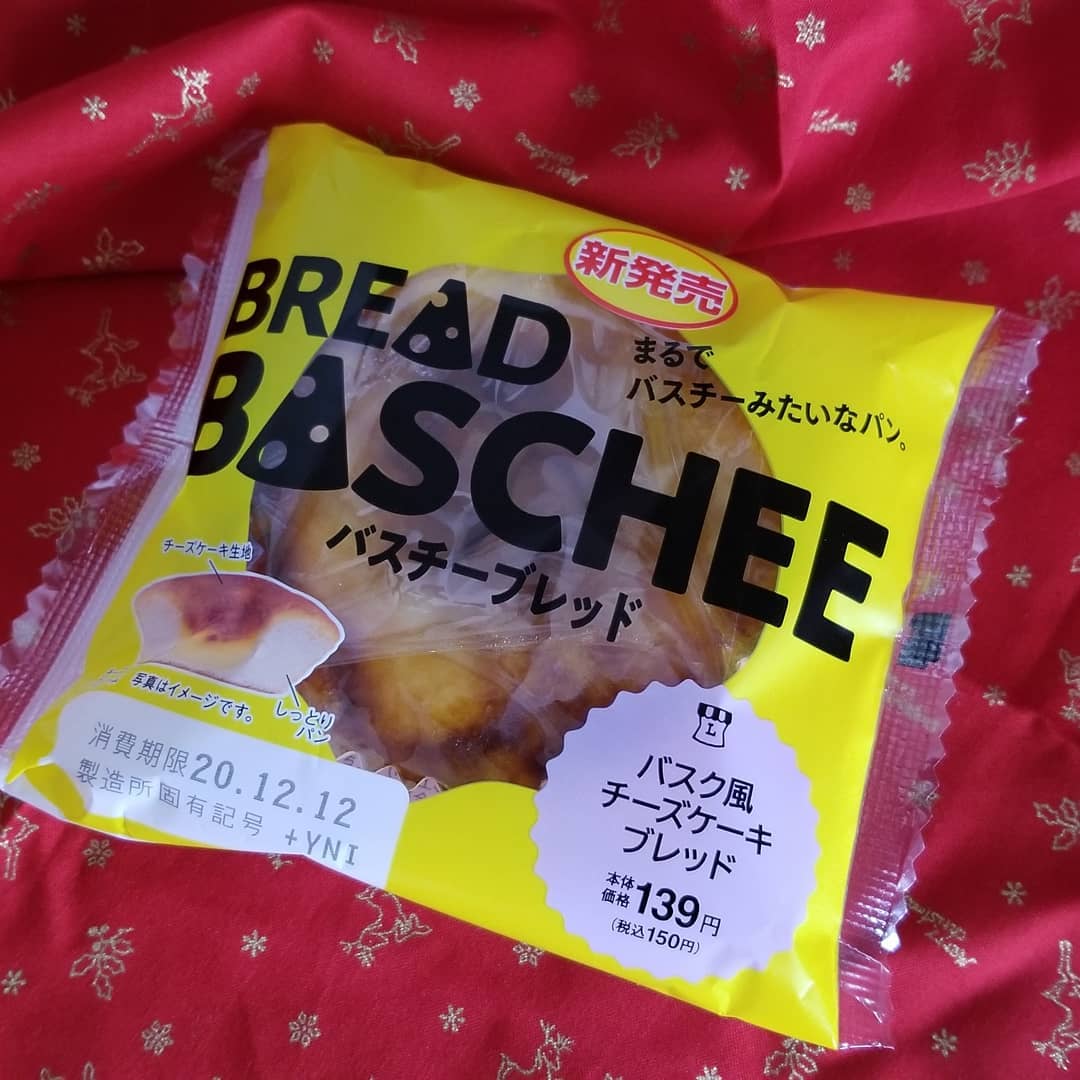 新発売
BREAD
BASCHEE
まるで
バスチーみたいなパン。
バスチーブレッド
チーズケーキ生地
しっとり
パン
写真はイメージです。
消費期限20.12.12
製造所固有記号 +YNI
L
バスク風
チーズケーキ
ブレッド
本体
価格139円
(税込150円)